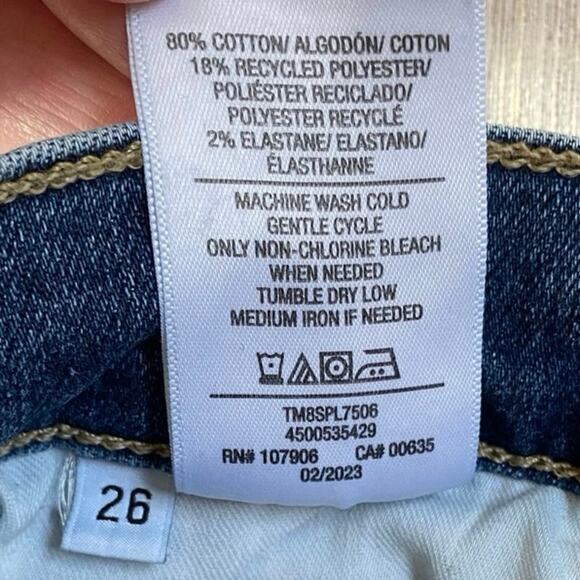 80% COTTON/ ALGODÓN/ COTON
18% RECYCLED POLYESTER/
POLIÉSTER RECICLADO/
POLYESTER RECYCLÉ
2% ELASTANE/ ELASTANO/
ÉLASTHANNE
MACHINE WASH COLD
GENTLE CYCLE
ONLY NON-CHLORINE BLEACH
WHEN NEEDED
TUMBLE DRY LOW
MEDIUM IRON IF NEEDED
TM8SPL7506
4500535429
RN# 107906 CA# 00635
02/2023
26